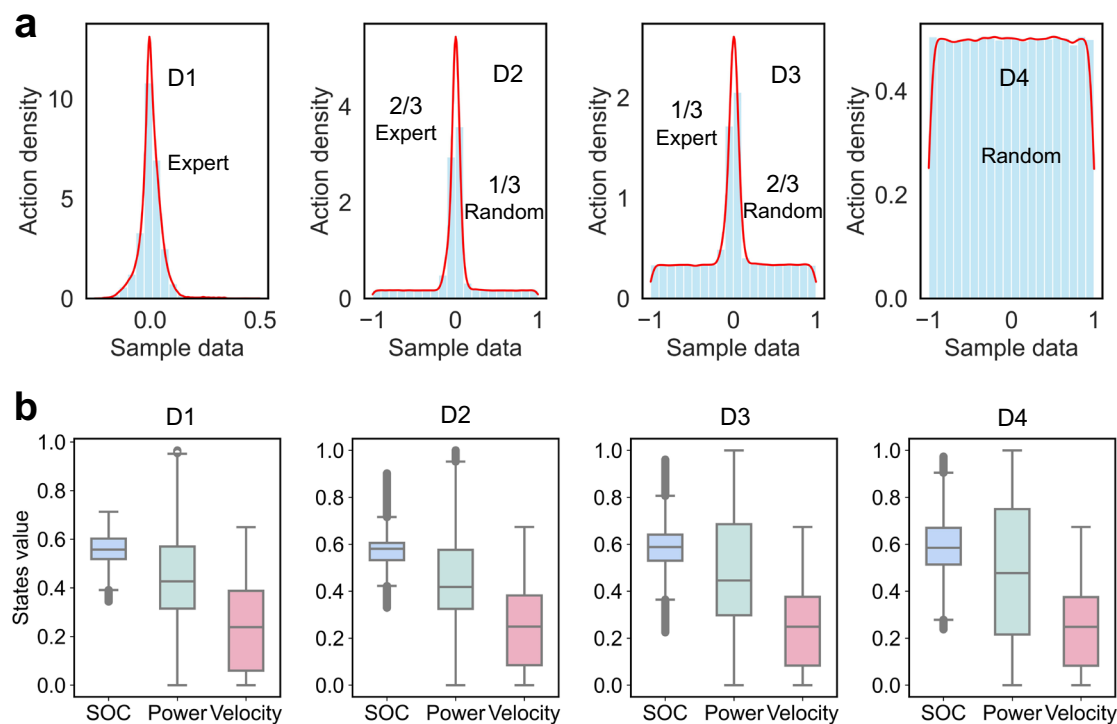 a
D1
Expert
Action density
10
5
0
0.0 0.5
Sample data
D2
2/3
Expert
1/3
Random
Action density
4
2
0
−1 0 1
Sample data
D3
1/3
Expert
2/3
Random
Action density
2
1
0
−1 0 1
Sample data
D4
Random
Action density
0.4
0.2
0.0
−1 0 1
Sample data
b
D1
States value
1.0
0.8
0.6
0.4
0.2
0.0
SOC Power Velocity
D2
1.0
0.8
0.6
0.4
0.2
0.0
SOC Power Velocity
D3
1.0
0.8
0.6
0.4
0.2
0.0
SOC Power Velocity
D4
1.0
0.8
0.6
0.4
0.2
0.0
SOC Power Velocity